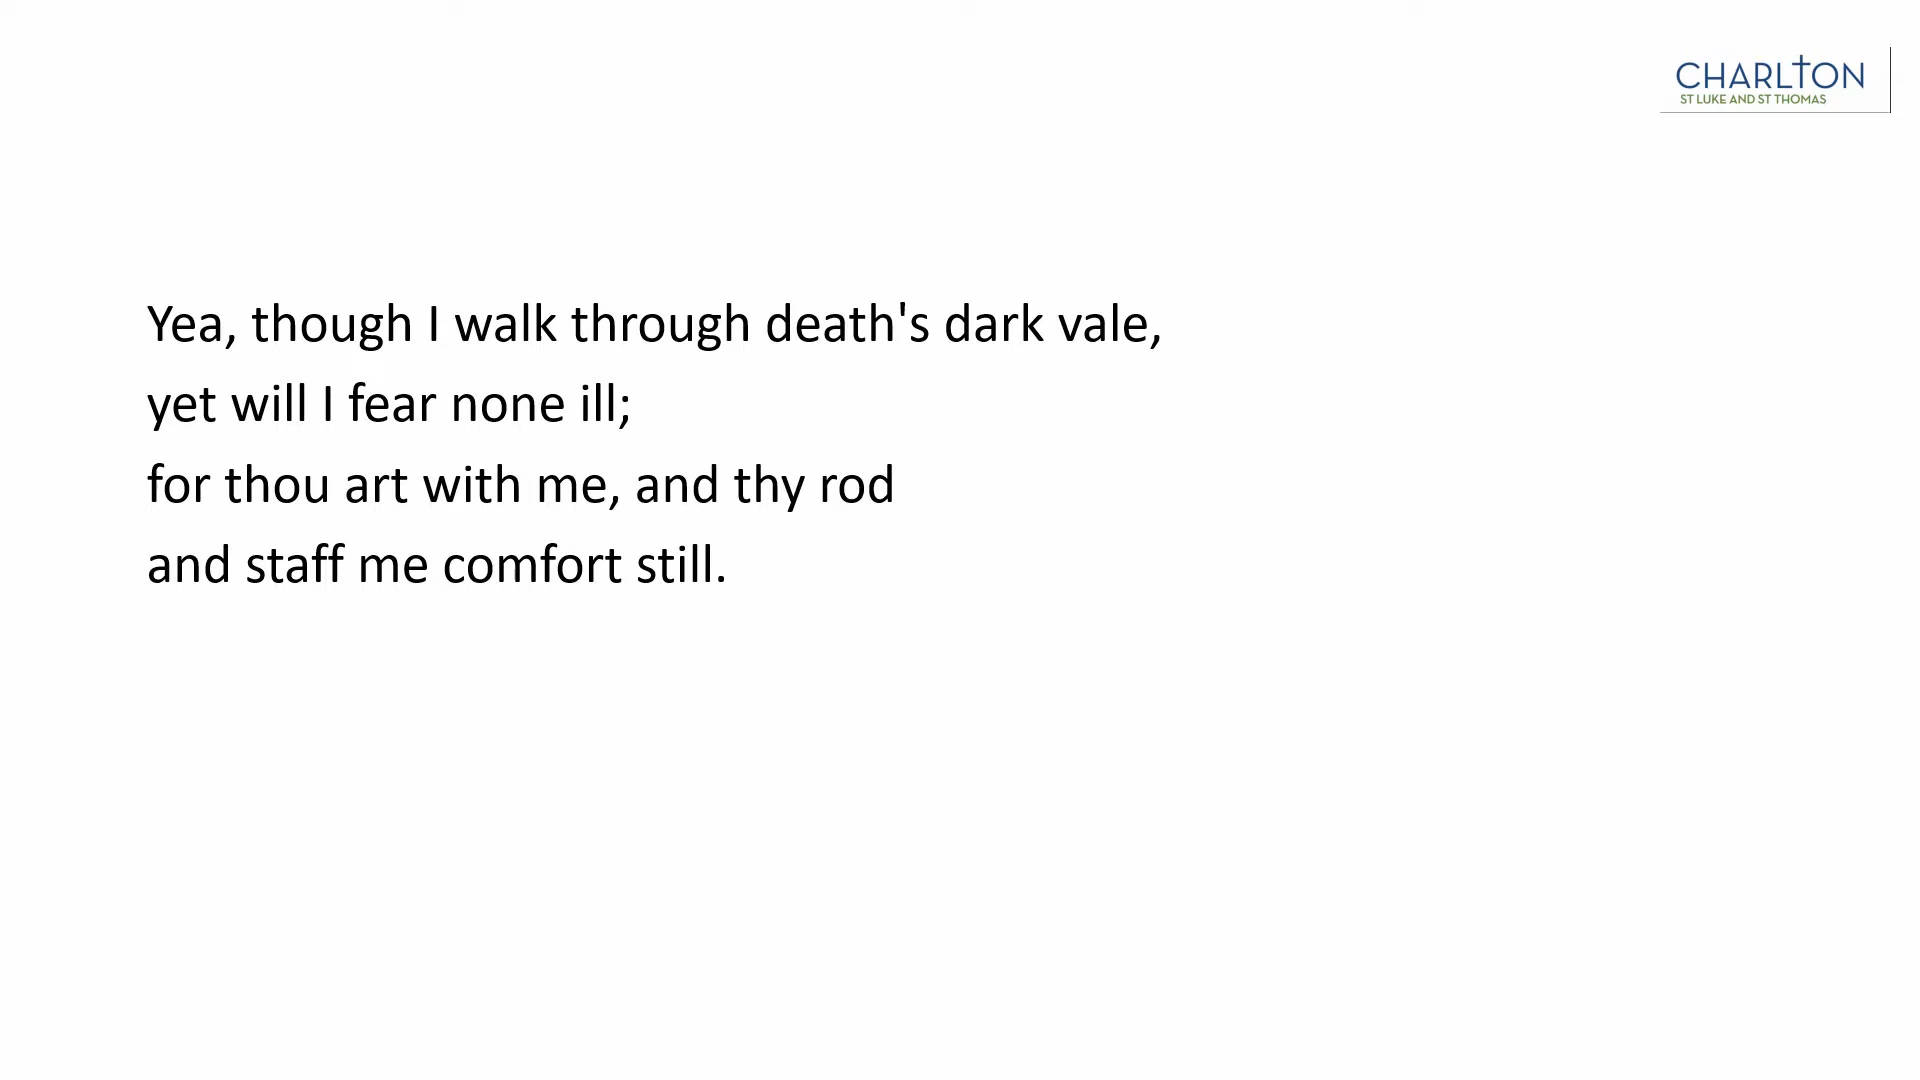 CHARLTON
ST LUKE AND ST THOMAS
Yea, though I walk through death's dark vale,
yet will I fear none ill;
for thou art with me, and thy rod
and staff me comfort still.